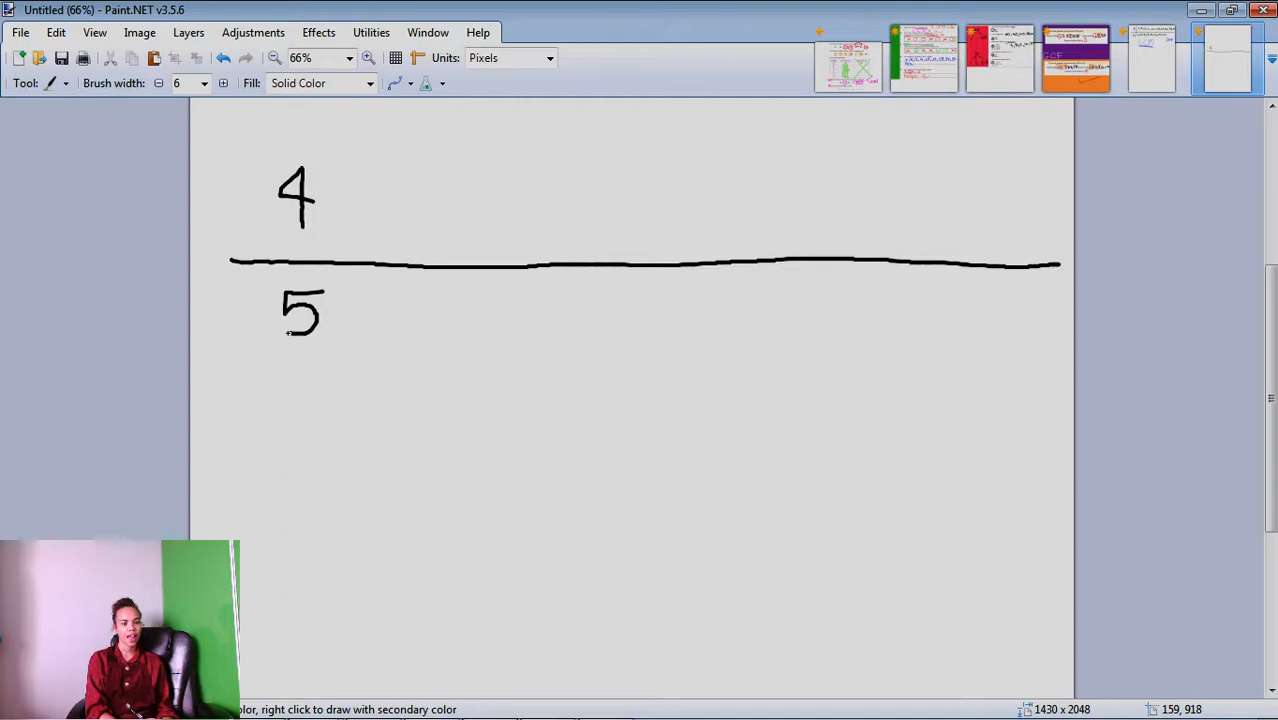 Untitled (66%) - Paint.NET v3.5.6
File Edit View Image Layers Adjustments Effects Utilities Window Help
66% Units: Pixels
Tool: Brush width: 6 Fill: Solid Color
4
5
olor, right click to draw with secondary color 1430 x 2048 159, 918